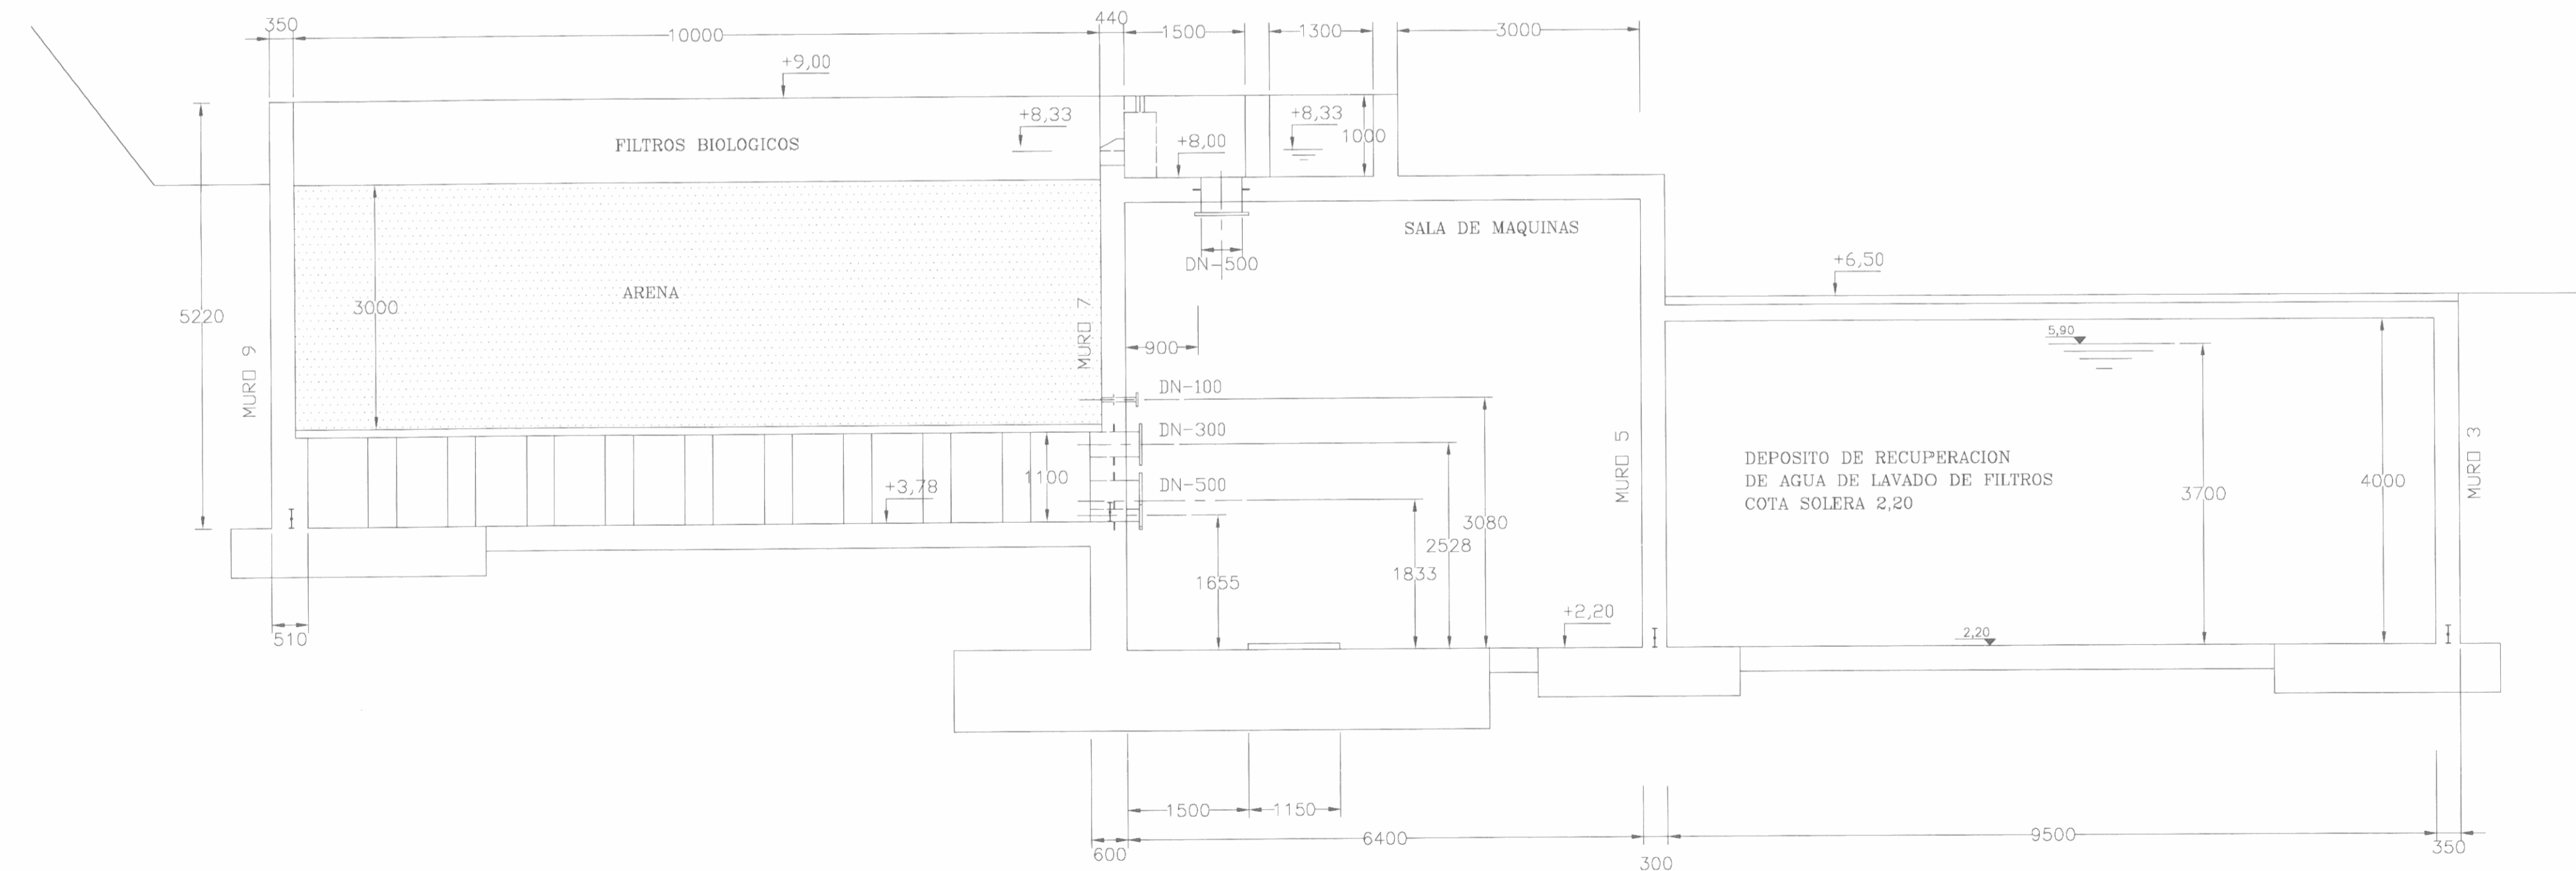 350
10000
440
1500
1300
3000
+9,00
+8,33
+8,33
1000
+8,00
FILTROS BIOLOGICOS
SALA DE MAQUINAS
DN-500
+6,50
ARENA
3000
5220
MURO 9
MURO 7
900
5,90
DN-100
DN-300
DN-500
MURO 5
MURO 3
DEPOSITO DE RECUPERACION
DE AGUA DE LAVADO DE FILTROS
COTA SOLERA 2,20
3700
4000
1100
+3,78
3080
2528
1833
1655
+2,20
2,20
510
1500
1150
600
6400
300
9500
350